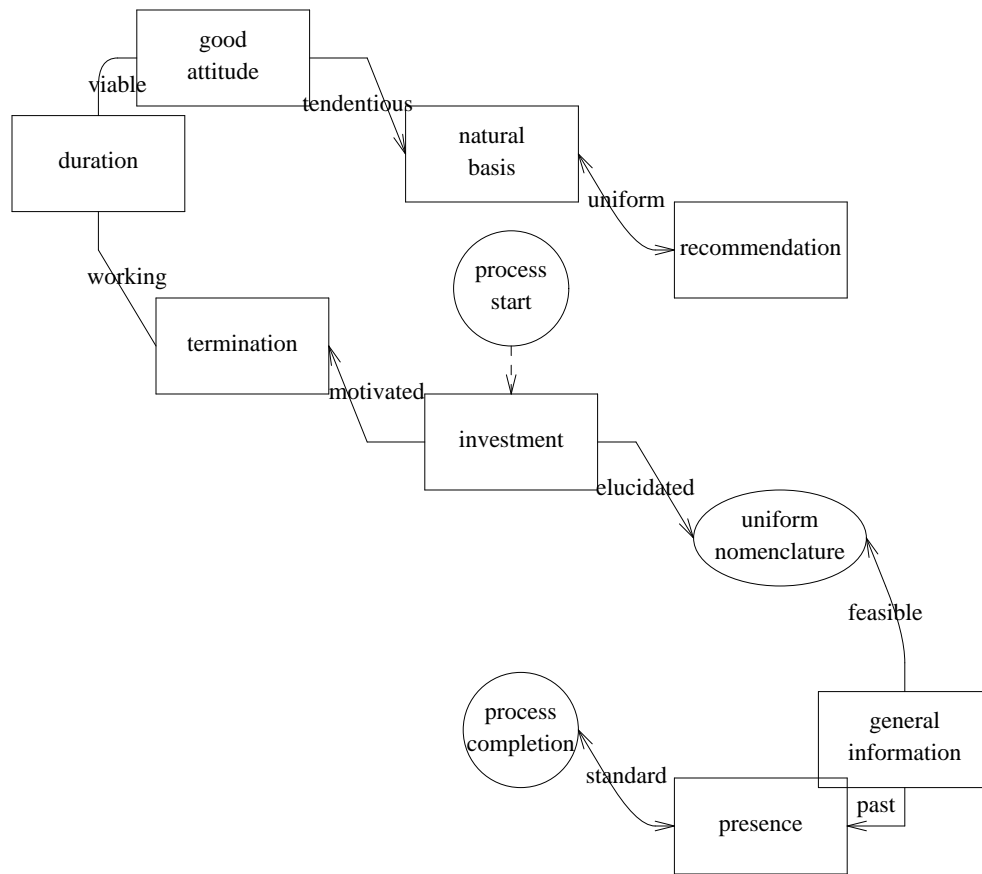 good
attitude
viable
tendentious
natural
basis
duration
uniform
recommendation
process
start
working
termination
motivated
investment
elucidated
uniform
nomenclature
feasible
process
completion
general
information
standard
past
presence